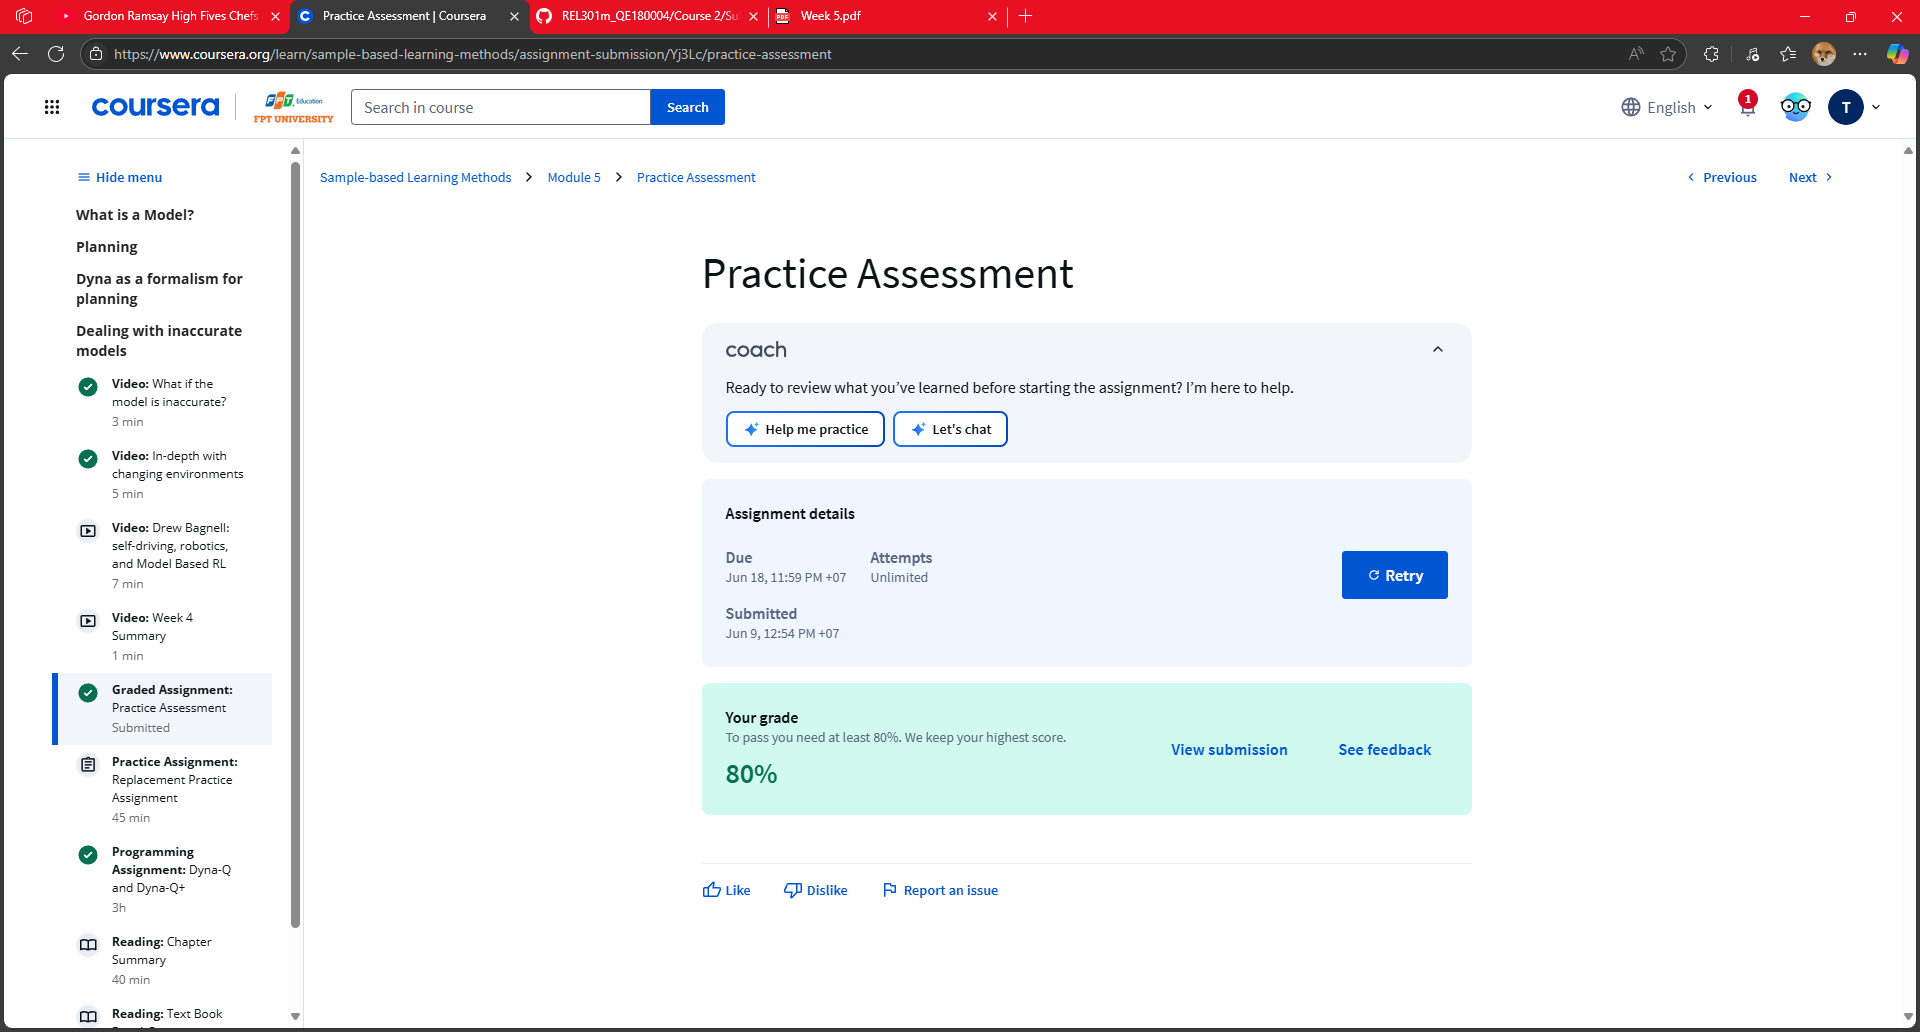 Gordon Ramsay High Fives Chefs
Practice Assessment | Coursera
REL301m_QE180004/Course 2/Su
Week 5.pdf
https://www.coursera.org/learn/sample-based-learning-methods/assignment-submission/Yj3Lc/practice-assessment
coursera
FPT Education
FPT UNIVERSITY
Search in course
Search
English
1
T
Hide menu
What is a Model?
Planning
Dyna as a formalism for
planning
Dealing with inaccurate
models
Video: What if the
model is inaccurate?
3 min
Video: In-depth with
changing environments
5 min
Video: Drew Bagnell:
self-driving, robotics,
and Model Based RL
7 min
Video: Week 4
Summary
1 min
Graded Assignment:
Practice Assessment
Submitted
Practice Assignment:
Replacement Practice
Assignment
45 min
Programming
Assignment: Dyna-Q
and Dyna-Q+
3h
Reading: Chapter
Summary
40 min
Reading: Text Book
Sample-based Learning Methods
Module 5
Practice Assessment
Previous
Next
Practice Assessment
coach
Ready to review what you’ve learned before starting the assignment? I’m here to help.
Help me practice
Let's chat
Assignment details
Due
Attempts
Jun 18, 11:59 PM +07
Unlimited
Submitted
Jun 9, 12:54 PM +07
Retry
Your grade
To pass you need at least 80%. We keep your highest score.
80%
View submission
See feedback
Like
Dislike
Report an issue